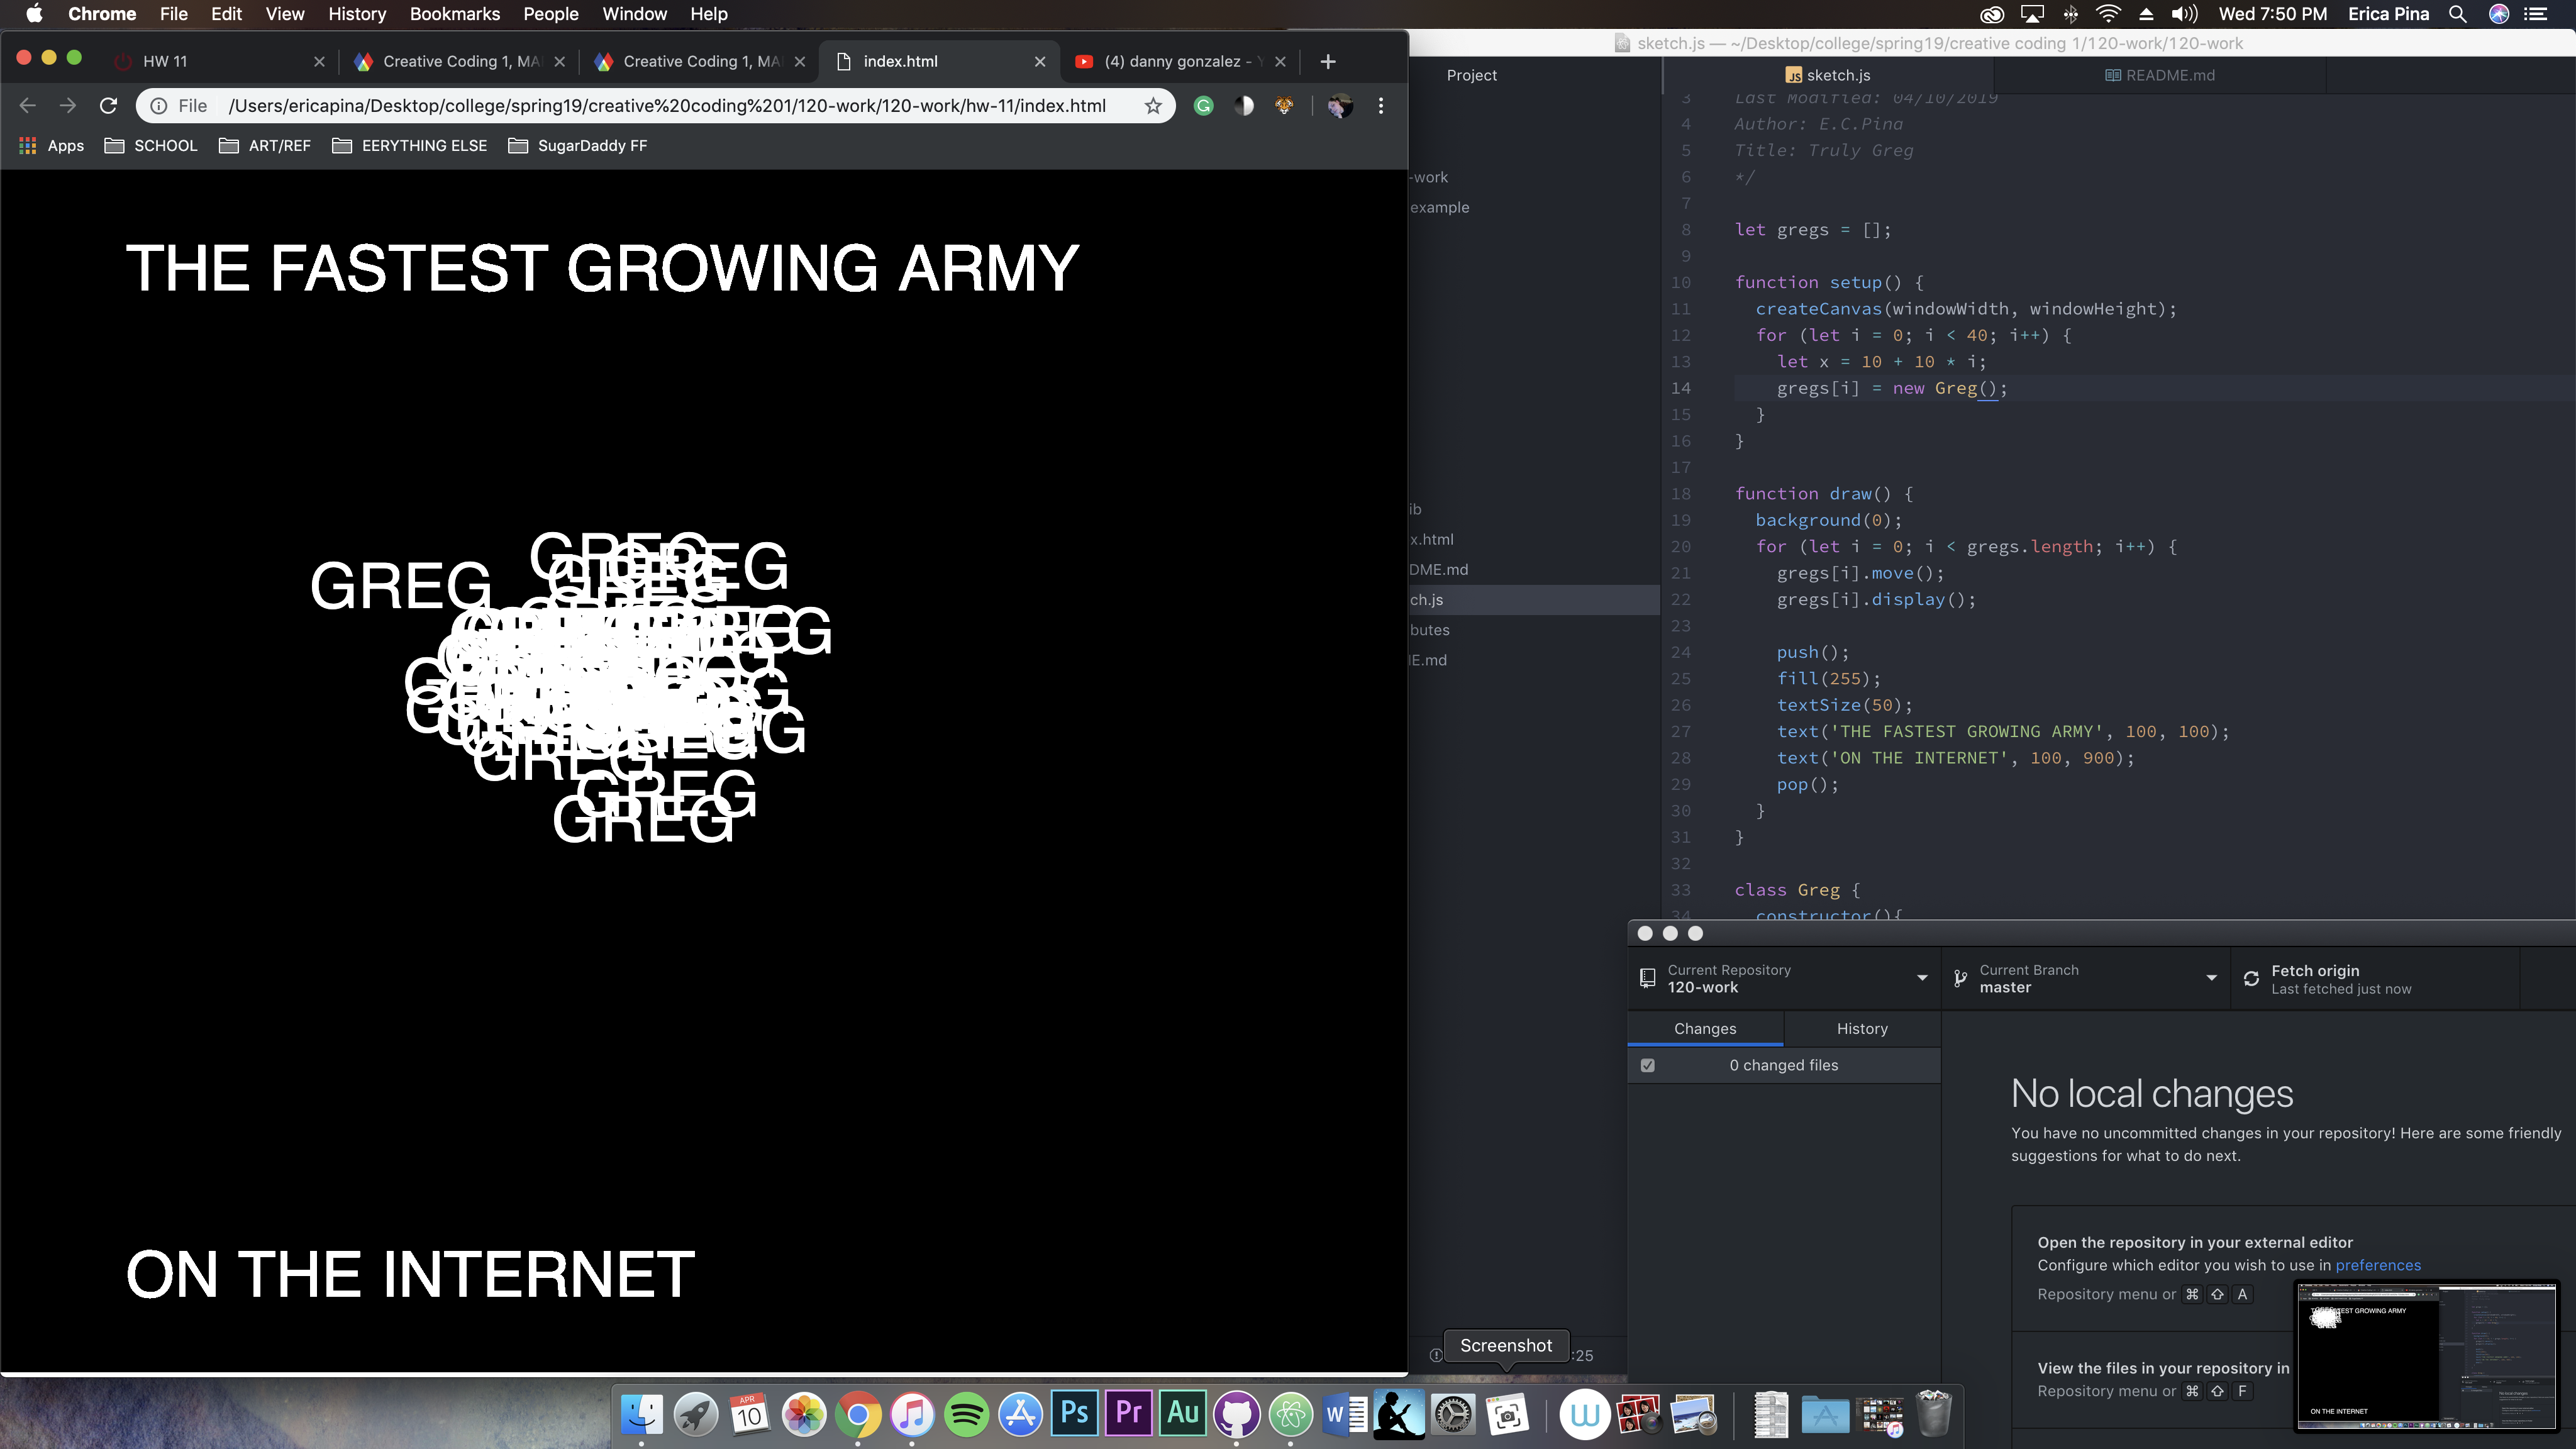 Chrome File Edit View History Bookmarks People Window Help Wed 7:50 PM Erica Pina
HW 11 Creative Coding 1, MA Creative Coding 1, MA index.html (4) danny gonzalez -
File /Users/ericapina/Desktop/college/spring19/creative%20coding%201/120-work/120-work/hw-11/index.html
Apps SCHOOL ART/REF EERYTHING ELSE SugarDaddy FF
THE FASTEST GROWING ARMY
GREG
GREG
GREG
GREG
ON THE INTERNET
sketch.js — ~/Desktop/college/spring19/creative coding 1/120-work/120-work
Project
-work
example
ib
x.html
DME.md
ch.js
butes
IE.md
:25
sketch.js README.md
3 Last Modified: 04/10/2019
4 Author: E.C.Pina
5 Title: Truly Greg
6 */
7
8 let gregs = [];
9
10 function setup() {
11 createCanvas(windowWidth, windowHeight);
12 for (let i = 0; i < 40; i++) {
13 let x = 10 + 10 * i;
14 gregs[i] = new Greg();
15 }
16 }
17
18 function draw() {
19 background(0);
20 for (let i = 0; i < gregs.length; i++) {
21 gregs[i].move();
22 gregs[i].display();
23
24 push();
25 fill(255);
26 textSize(50);
27 text('THE FASTEST GROWING ARMY', 100, 100);
28 text('ON THE INTERNET', 100, 900);
29 pop();
30 }
31 }
32
33 class Greg {
34 constructor(){
Current Repository
120-work
Current Branch
master
Fetch origin
Last fetched just now
Changes History
0 changed files
No local changes
You have no uncommitted changes in your repository! Here are some friendly
suggestions for what to do next.
Open the repository in your external editor
Configure which editor you wish to use in preferences
Repository menu or ⌘ ⇧ A
View the files in your repository in
Repository menu or ⌘ ⇧ F
Screenshot
APR
10
Ps Pr Au W